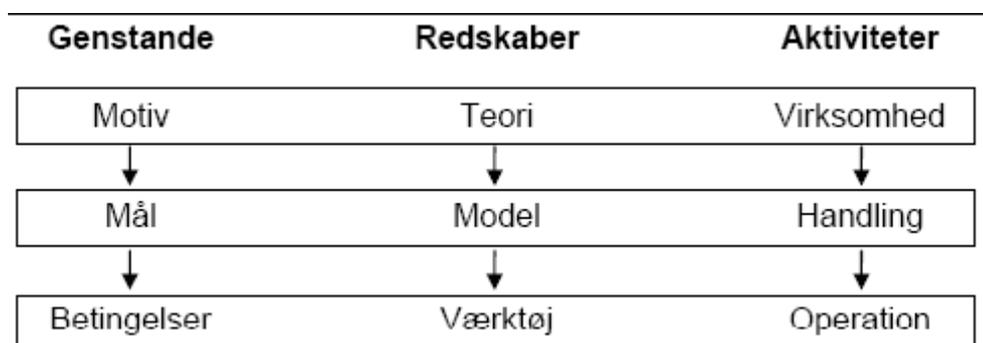 Genstande Redskaber Aktiviteter
Motiv Teori Virksomhed
Mål Model Handling
Betingelser Værktøj Operation